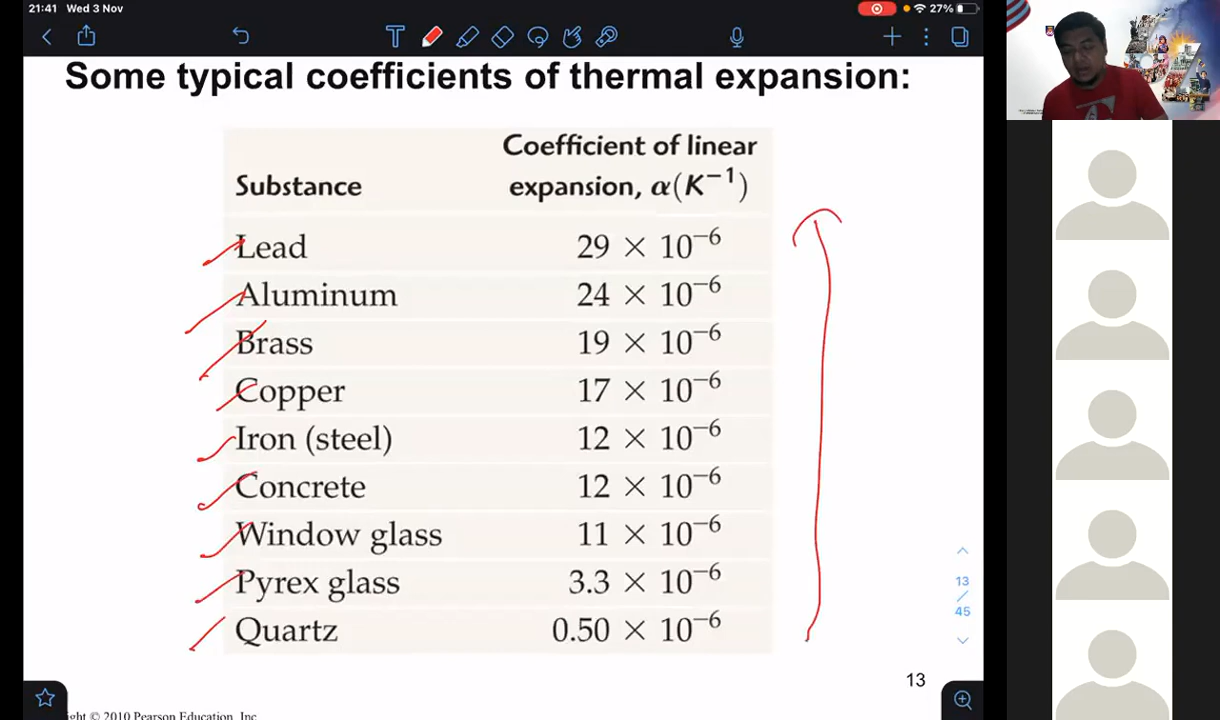 21:41 Wed 3 Nov
27%
Some typical coefficients of thermal expansion:
Substance
Coefficient of linear
expansion, α(K⁻¹)
Lead 29 × 10⁻⁶
Aluminum 24 × 10⁻⁶
Brass 19 × 10⁻⁶
Copper 17 × 10⁻⁶
Iron (steel) 12 × 10⁻⁶
Concrete 12 × 10⁻⁶
Window glass 11 × 10⁻⁶
Pyrex glass 3.3 × 10⁻⁶
Quartz 0.50 × 10⁻⁶
13
/
45
13
ght © 2010 Pearson Education, Inc